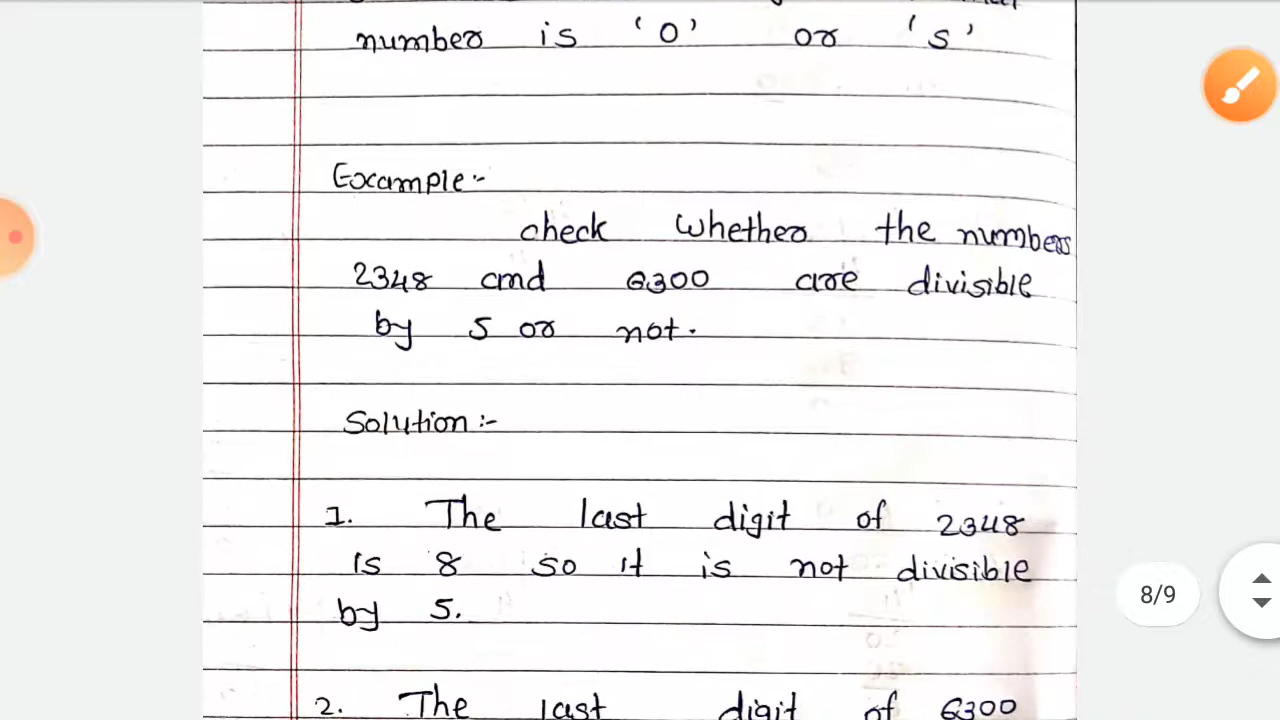 number is '0' or '5'
Example :-
check whether the numbers
2348 and 6300 are divisible
by 5 or not.
Solution :-
1. The last digit of 2348
is 8 so it is not divisible
by 5.
2. The last digit of 6300
8/9